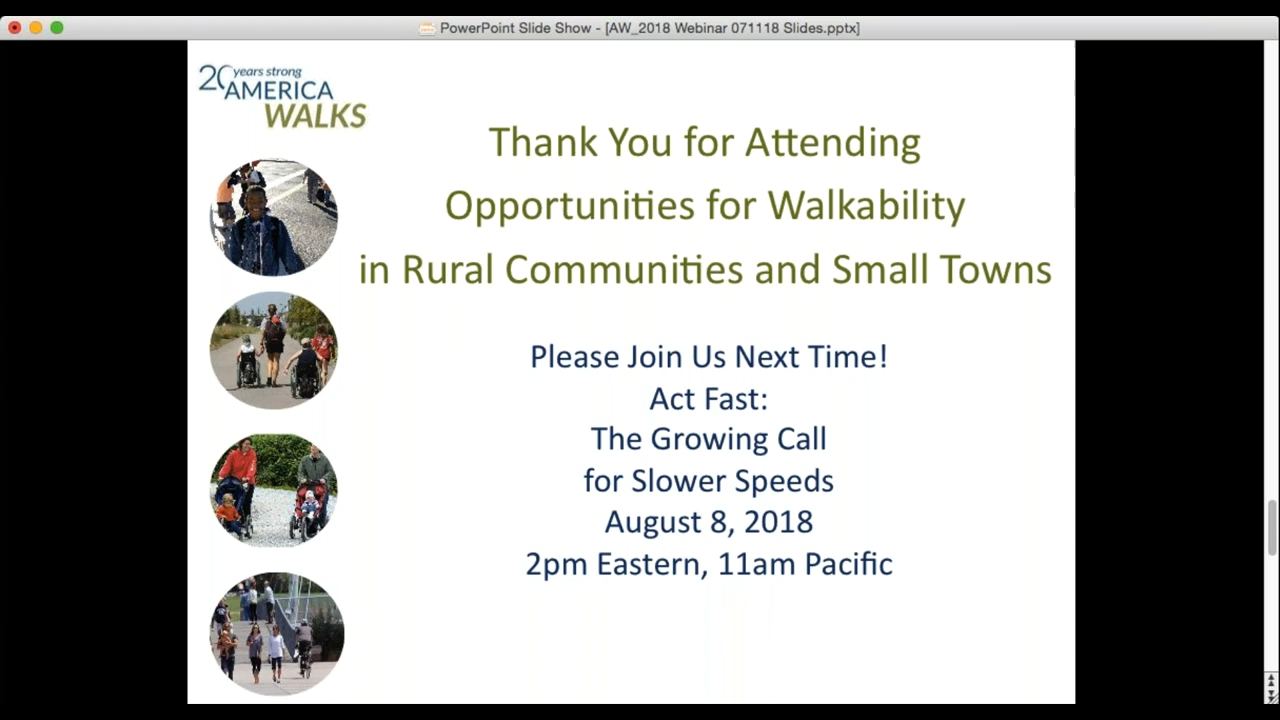 PowerPoint Slide Show - [AW_2018 Webinar 071118 Slides.pptx]
20 years strong
AMERICA
WALKS
Thank You for Attending
Opportunities for Walkability
in Rural Communities and Small Towns
Please Join Us Next Time!
Act Fast:
The Growing Call
for Slower Speeds
August 8, 2018
2pm Eastern, 11am Pacific